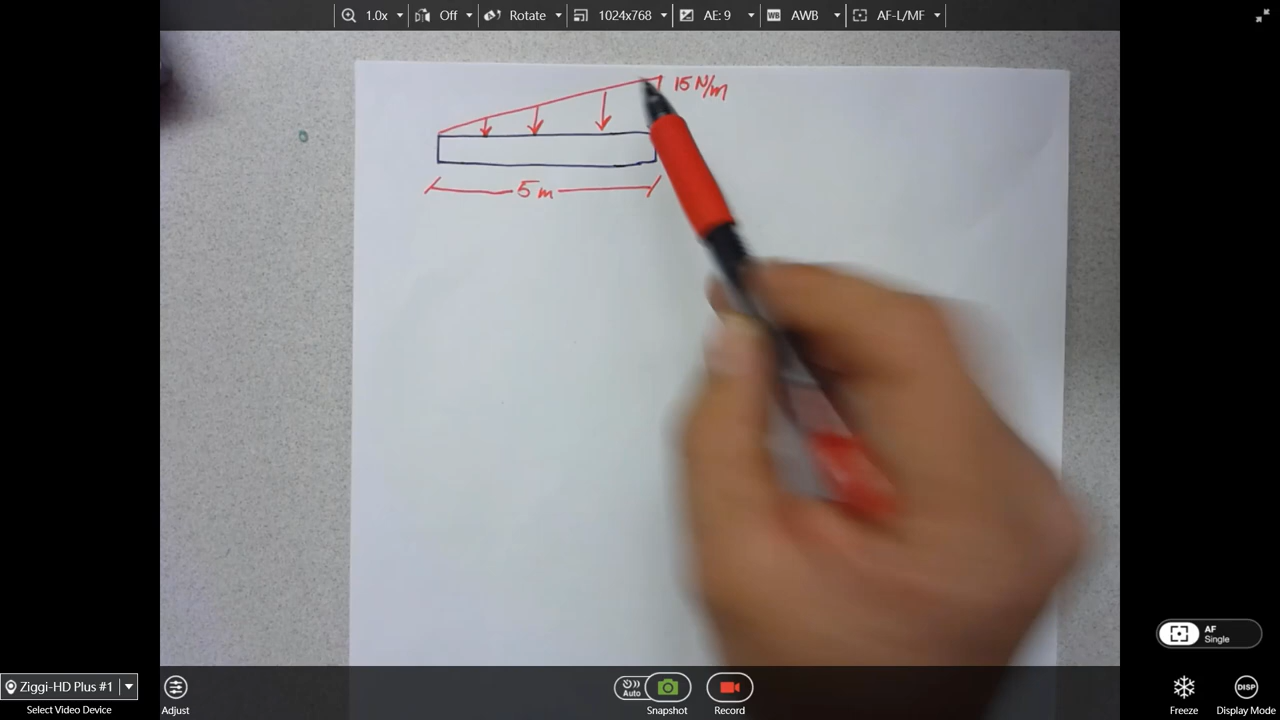 1.0x
Off
Rotate
1024x768
AE: 9
WB
AWB
AF-L/MF
15 N/m
5 m
AF
Single
Ziggi-HD Plus #1
Select Video Device
Adjust
Auto
Snapshot
Record
Freeze
DISP
Display Mode